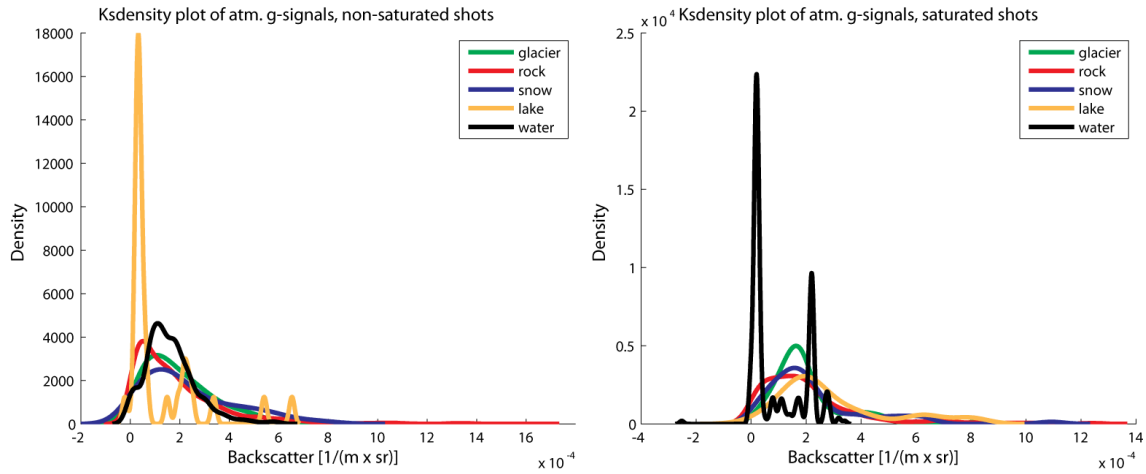 Ksdensity plot of atm. g-signals, non-saturated shots
18000
16000
14000
12000
10000
8000
6000
4000
2000
0
Density
glacier
rock
snow
lake
water
-2 0 2 4 6 8 10 12 14 16
Backscatter [1/(m x sr)]
x 10⁻⁴
x 10⁴ Ksdensity plot of atm. g-signals, saturated shots
2.5
2
1.5
1
0.5
0
Density
glacier
rock
snow
lake
water
-4 -2 0 2 4 6 8 10 12 14
Backscatter [1/(m x sr)]
x 10⁻⁴